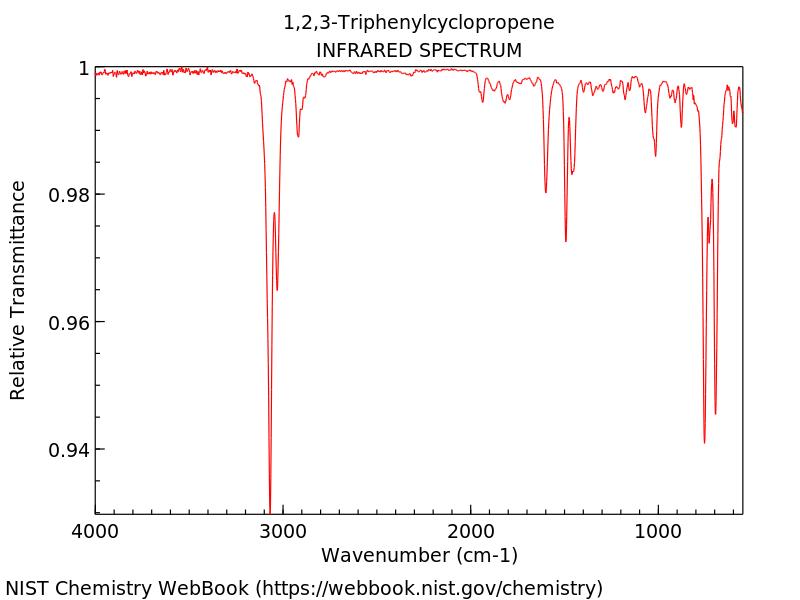 1,2,3-Triphenylcyclopropene
INFRARED SPECTRUM
1
0.98
0.96
0.94
Relative Transmittance
4000 3000 2000 1000
Wavenumber (cm-1)
NIST Chemistry WebBook (https://webbook.nist.gov/chemistry)